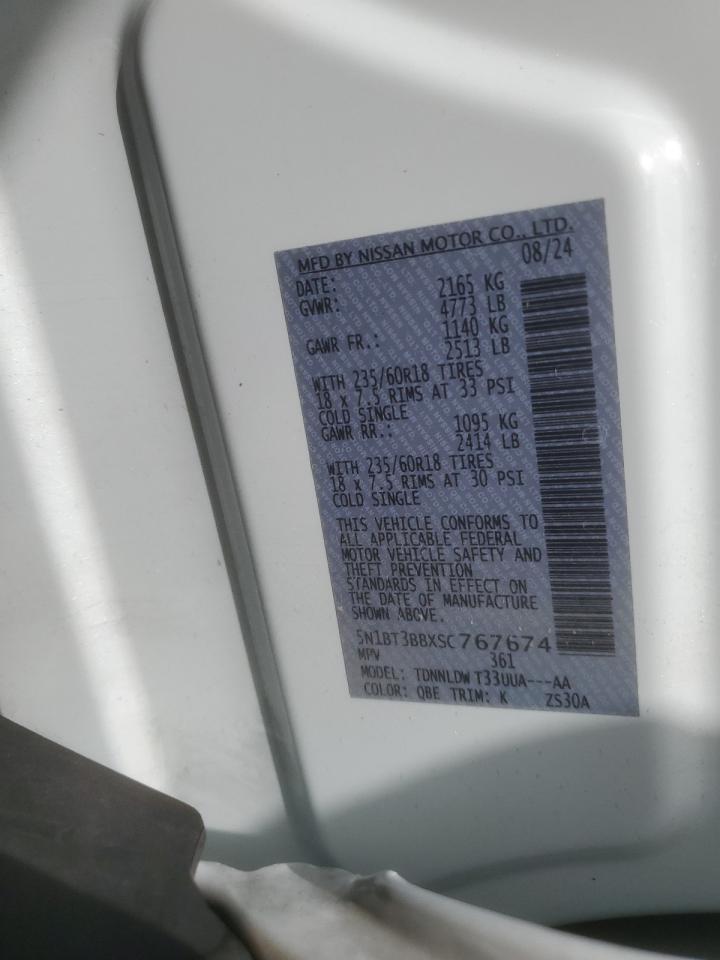 MFD BY NISSAN MOTOR CO., LTD.
DATE: 08/24
GVWR: 2165 KG
4773 LB
GAWR FR.: 1140 KG
2513 LB
WITH 235/60R18 TIRES
18 x 7.5 RIMS AT 33 PSI
COLD SINGLE
GAWR RR.: 1095 KG
2414 LB
WITH 235/60R18 TIRES
18 x 7.5 RIMS AT 30 PSI
COLD SINGLE
THIS VEHICLE CONFORMS TO
ALL APPLICABLE FEDERAL
MOTOR VEHICLE SAFETY AND
THEFT PREVENTION
STANDARDS IN EFFECT ON
THE DATE OF MANUFACTURE
SHOWN ABOVE.
5N1BT3BBXSC767674
MPV 361
MODEL: TDNNLDW T33UUA---AA
COLOR: QBE TRIM: K ZS30A